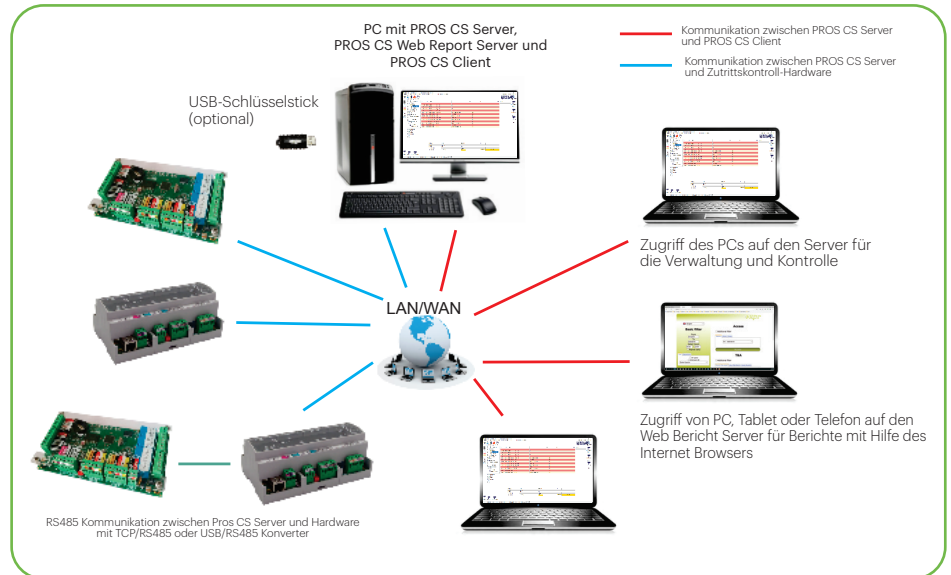 PC mit PROS CS Server,
PROS CS Web Report Server und
PROS CS Client
Kommunikation zwischen PROS CS Server
und PROS CS Client
Kommunikation zwischen PROS CS Server
und Zutrittskontroll-Hardware
USB-Schlüsselstick
(optional)
Zugriff des PCs auf den Server für
die Verwaltung und Kontrolle
LAN/WAN
Zugriff von PC, Tablet oder Telefon auf den
Web Bericht Server für Berichte mit Hilfe des
Internet Browsers
RS485 Kommunikation zwischen Pros CS Server und Hardware
mit TCP/RS485 oder USB/RS485 Konverter